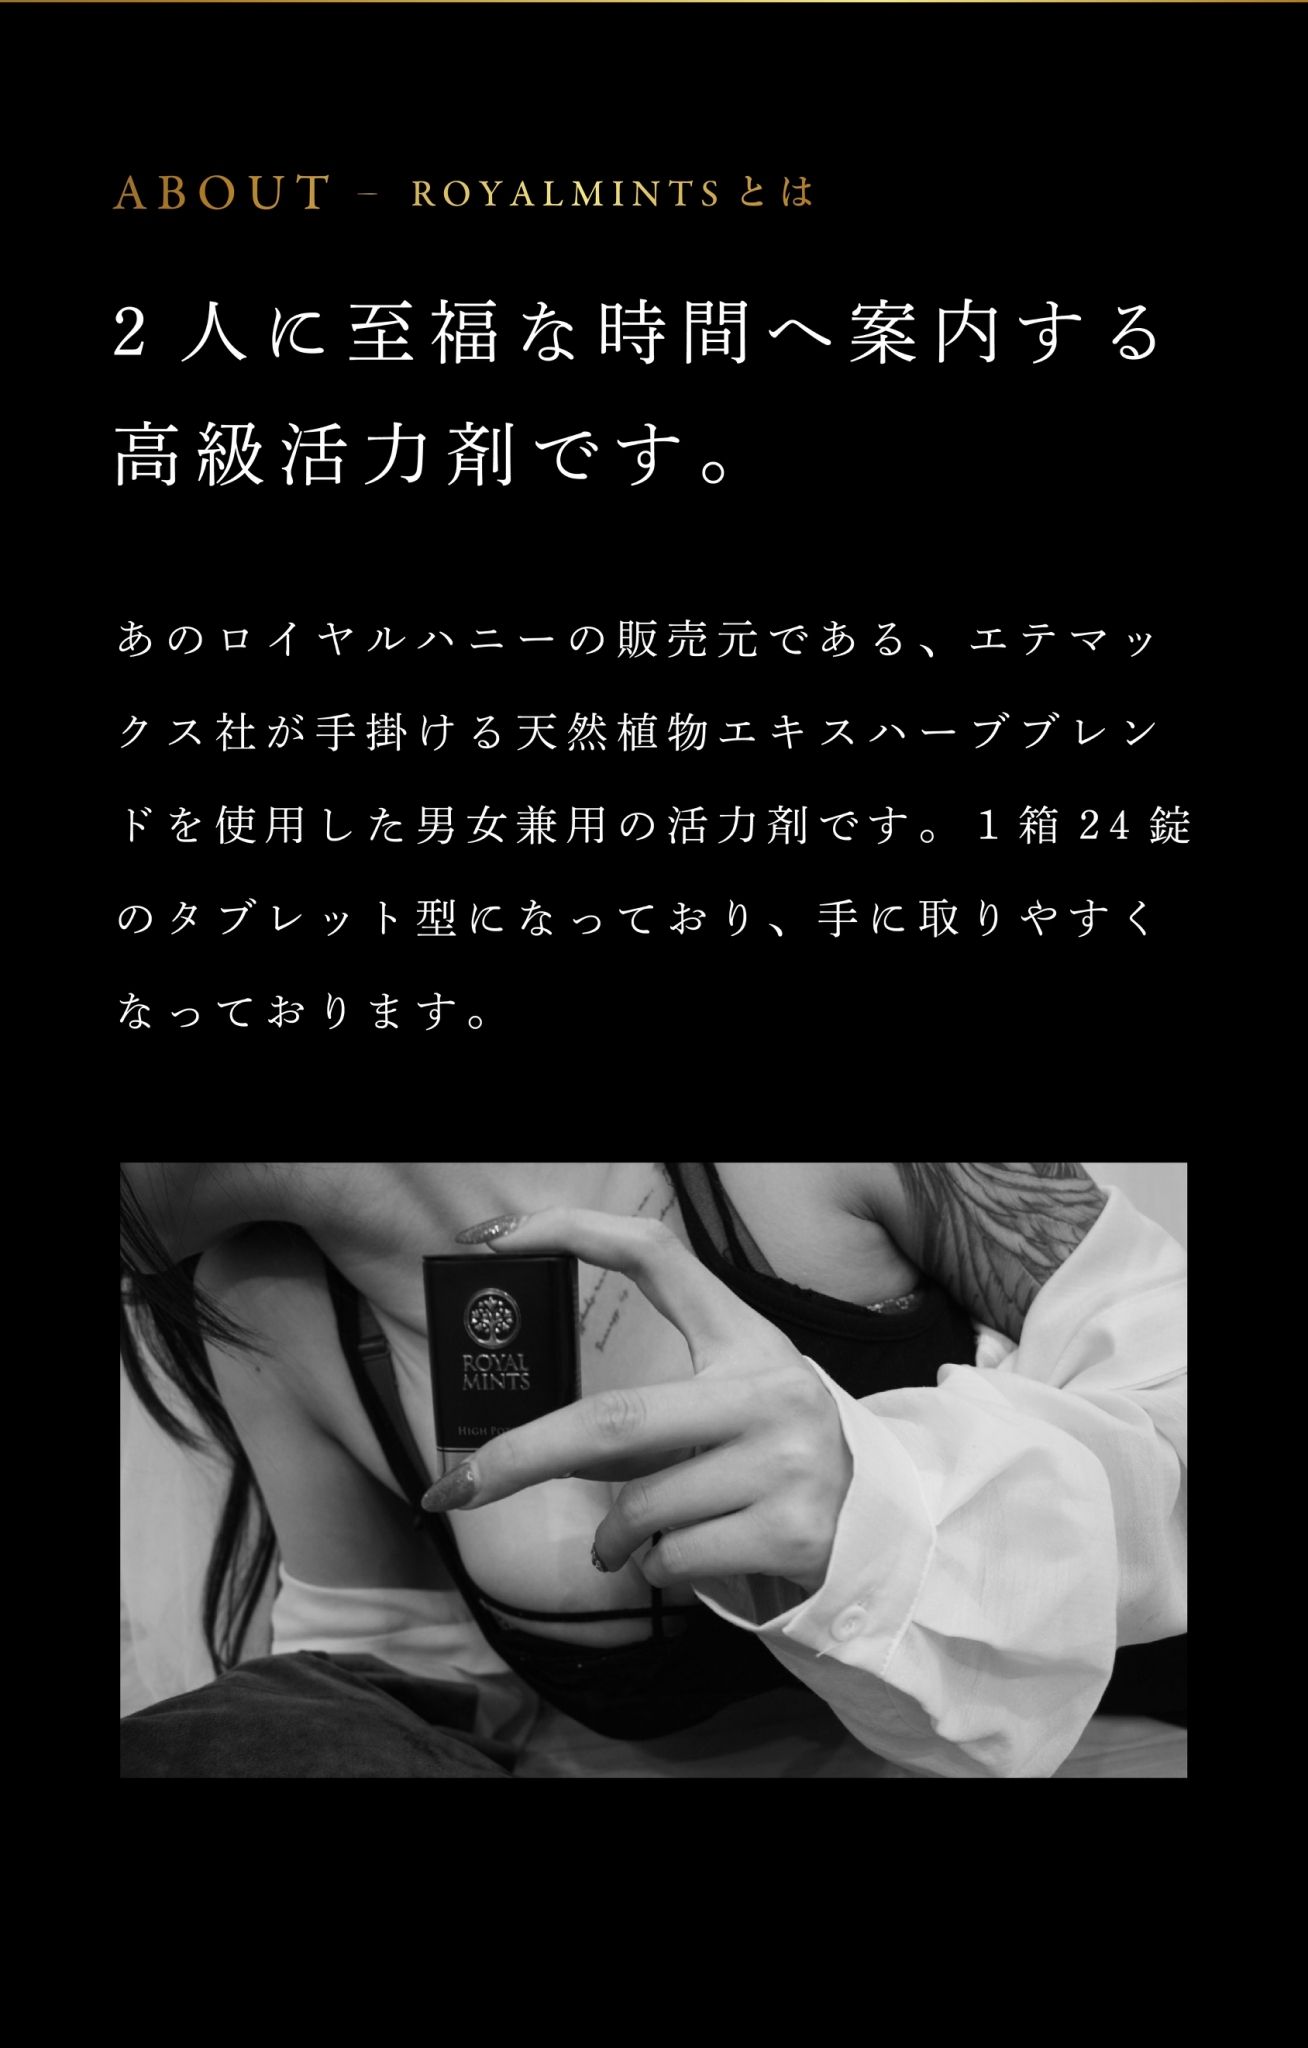 ABOUT － ROYALMINTSとは
2人に至福な時間へ案内する
高級活力剤です。
あのロイヤルハニーの販売元である、エテマッ
クス社が手掛ける天然植物エキスハーブブレン
ドを使用した男女兼用の活力剤です。1箱24錠
のタブレット型になっており、手に取りやすく
なっております。
ROYAL
MINTS
HIGH